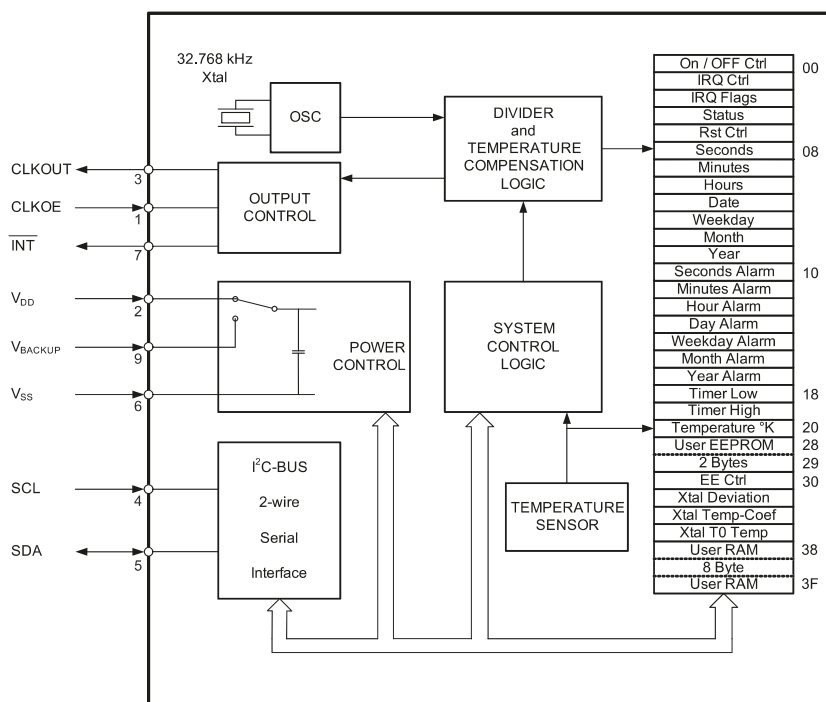 32.768 kHz
Xtal
OSC
DIVIDER
and
TEMPERATURE
COMPENSATION
LOGIC
CLKOUT
3
CLKOE
1
INT
7
OUTPUT
CONTROL
VDD
2
VBACKUP
9
VSS
6
POWER
CONTROL
SYSTEM
CONTROL
LOGIC
SCL
4
SDA
5
I2C-BUS
2-wire
Serial
Interface
TEMPERATURE
SENSOR
On / OFF Ctrl 00
IRQ Ctrl
IRQ Flags
Status
Rst Ctrl
Seconds 08
Minutes
Hours
Date
Weekday
Month
Year
Seconds Alarm 10
Minutes Alarm
Hour Alarm
Day Alarm
Weekday Alarm
Month Alarm
Year Alarm
Timer Low 18
Timer High
Temperature °K 20
User EEPROM 28
2 Bytes 29
EE Ctrl 30
Xtal Deviation
Xtal Temp-Coef
Xtal T0 Temp
User RAM 38
8 Byte
User RAM 3F